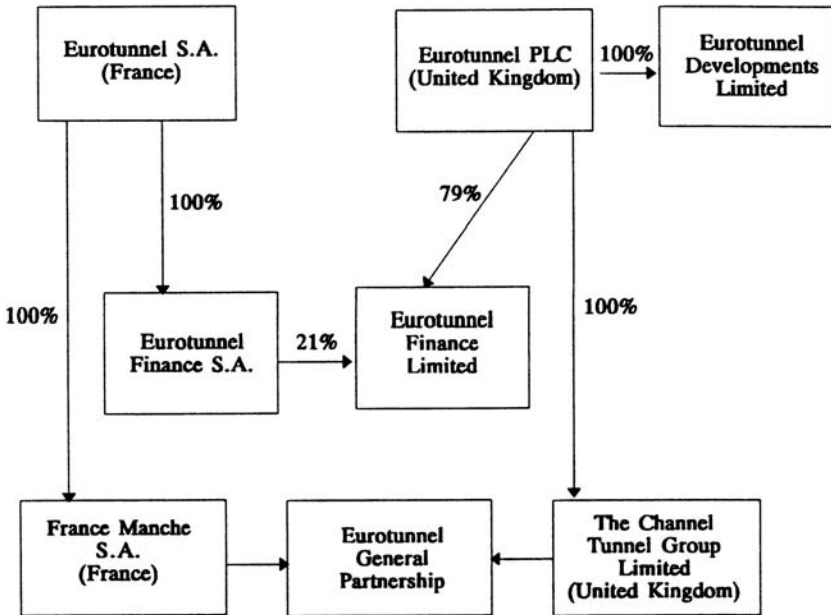 Eurotunnel S.A.
(France)
Eurotunnel PLC
(United Kingdom)
100%
Eurotunnel
Developments
Limited
100%
79%
100%
Eurotunnel
Finance S.A.
21%
Eurotunnel
Finance
Limited
100%
France Manche
S.A.
(France)
Eurotunnel
General
Partnership
The Channel
Tunnel Group
Limited
(United Kingdom)